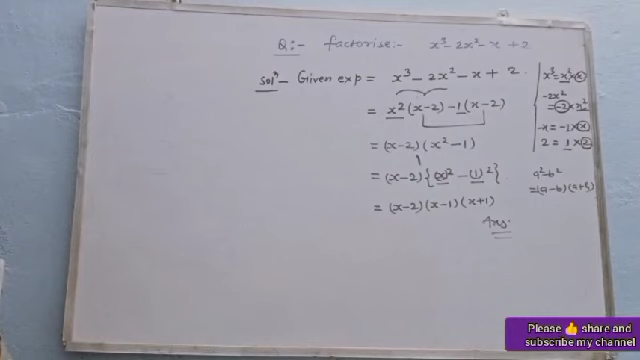 Q:- factorise:- x³-2x²-x+2
Solⁿ- Given exp = x³-2x²-x+2.
= x²(x-2)-1(x-2)
= (x-2)(x²-1)
= (x-2){(x)²-(1)²}
= (x-2)(x-1)(x+1)
Ans.
x³=x²×x
-2x²
=-2×x²
-x=-1×x
2=1×2
a²-b²
=(a-b)(a+b)
Please 👍 share and
subscribe my channel